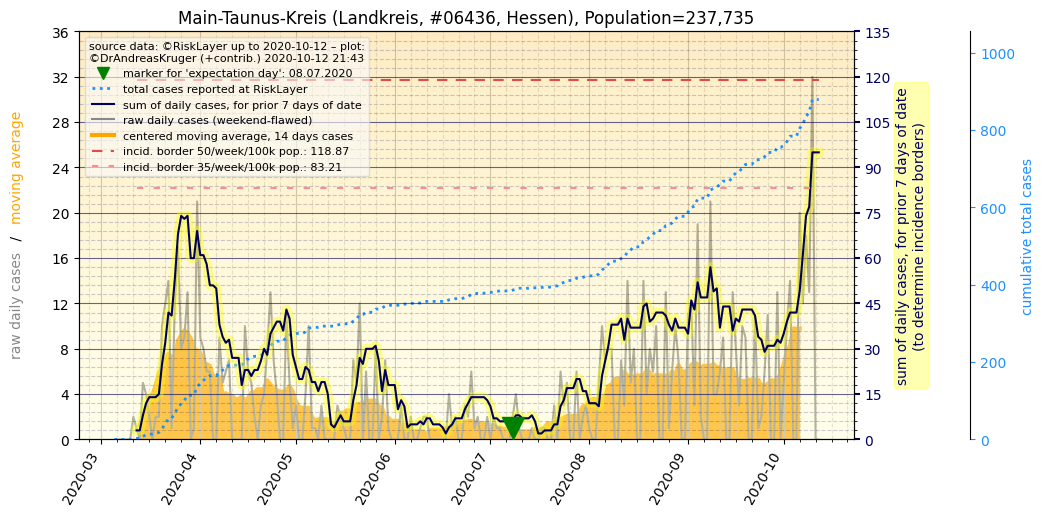 Main-Taunus-Kreis (Landkreis, #06436, Hessen), Population=237,735
source data: ©RiskLayer up to 2020-10-12 – plot:
©DrAndreasKruger (+contrib.) 2020-10-12 21:43
marker for 'expectation day': 08.07.2020
total cases reported at RiskLayer
sum of daily cases, for prior 7 days of date
raw daily cases (weekend-flawed)
centered moving average, 14 days cases
incid. border 50/week/100k pop.: 118.87
incid. border 35/week/100k pop.: 83.21
raw daily cases / moving average
36
32
28
24
20
16
12
8
4
0
135
120
105
90
75
60
45
30
15
0
sum of daily cases, for prior 7 days of date
(to determine incidence borders)
1000
800
600
400
200
0
cumulative total cases
2020-03
2020-04
2020-05
2020-06
2020-07
2020-08
2020-09
2020-10